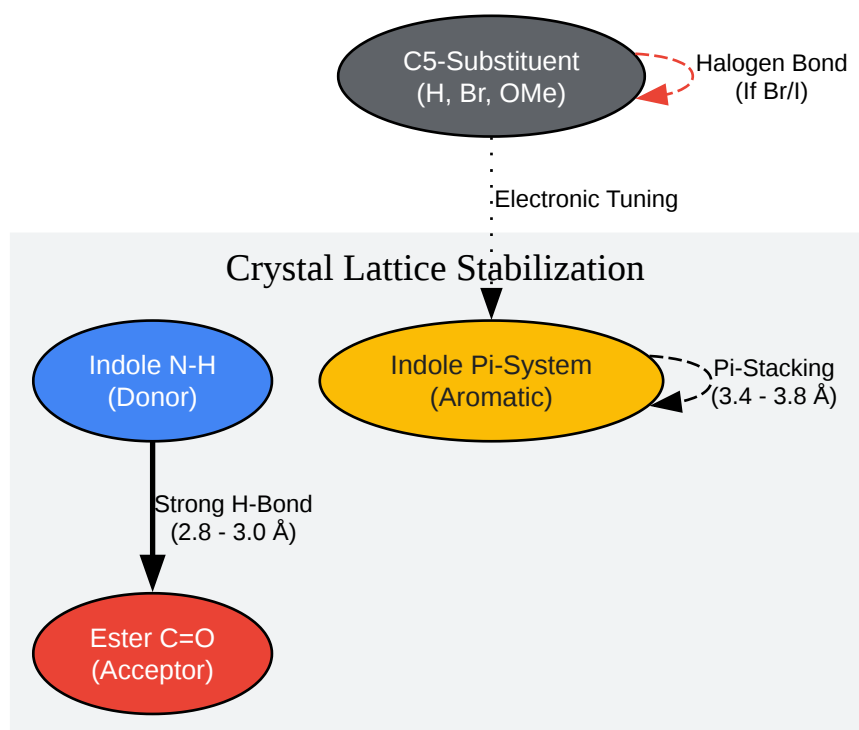 C5-Substituent
(H, Br, OMe)
Halogen Bond
(If Br/I)
Electronic Tuning
Crystal Lattice Stabilization
Indole N-H
(Donor)
Indole Pi-System
(Aromatic)
Pi-Stacking
(3.4 - 3.8 Å)
Strong H-Bond
(2.8 - 3.0 Å)
Ester C=O
(Acceptor)